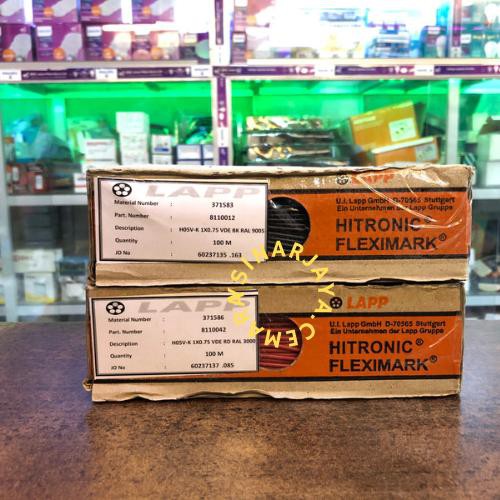 LAPP
Material Number : 371583
Part. Number : 8110012
Description : H05V-K 1X0.75 VDE BK RAL 9005
Quantity : 100 M
JO No : 60237135 .163
LAPP
U.I. Lapp GmbH D-70565 Stuttgart
Ein Unternehmen der Lapp Gruppe
HITRONIC®
FLEXIMARK®
LAPP
Material Number : 371586
Part. Number : 8110042
Description : H05V-K 1X0.75 VDE RD RAL 3000
Quantity : 100 M
JO No : 60237137 .085
LAPP
U.I. Lapp GmbH D-70565 Stuttgart
Ein Unternehmen der Lapp Gruppe
HITRONIC®
FLEXIMARK®
CEMARASINARJAYA.